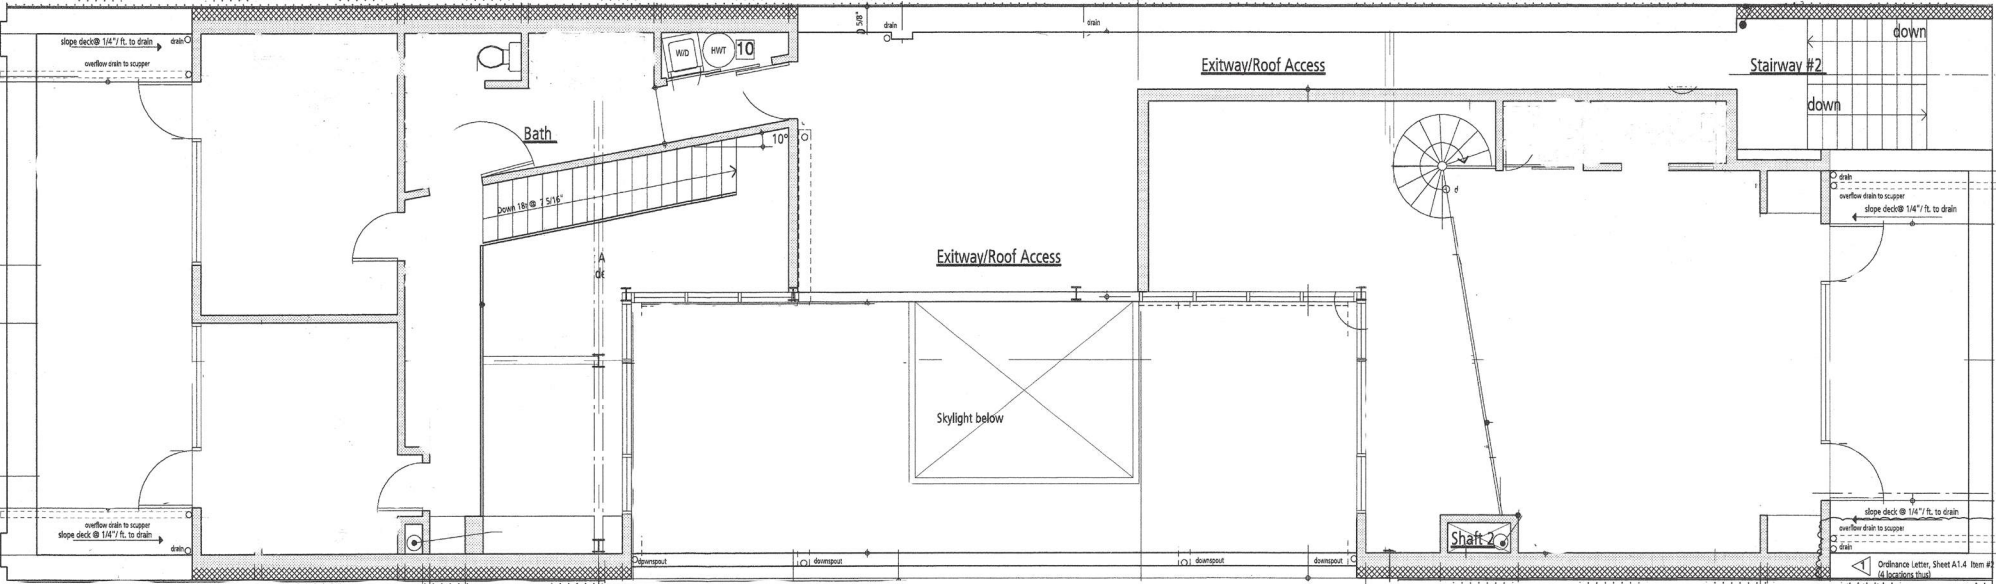 slope deck@ 1/4"/ ft. to drain
drain
overflow drain to scupper
W/D
HWT
10
5/8"
drain
drain
Exitway/Roof Access
Stairway #2
down
down
Bath
10°
Down 18r @ 7 5/16"
A
de
Exitway/Roof Access
drain
overflow drain to scupper
slope deck@ 1/4"/ ft. to drain
Skylight below
overflow drain to scupper
slope deck @ 1/4"/ ft. to drain
drain
Shaft 2
slope deck @ 1/4"/ ft. to drain
overflow drain to scupper
drain
downspout
downspout
downspout
downspout
1
Ordinance Letter, Sheet A1.4 Item #2
(4 locations thus)